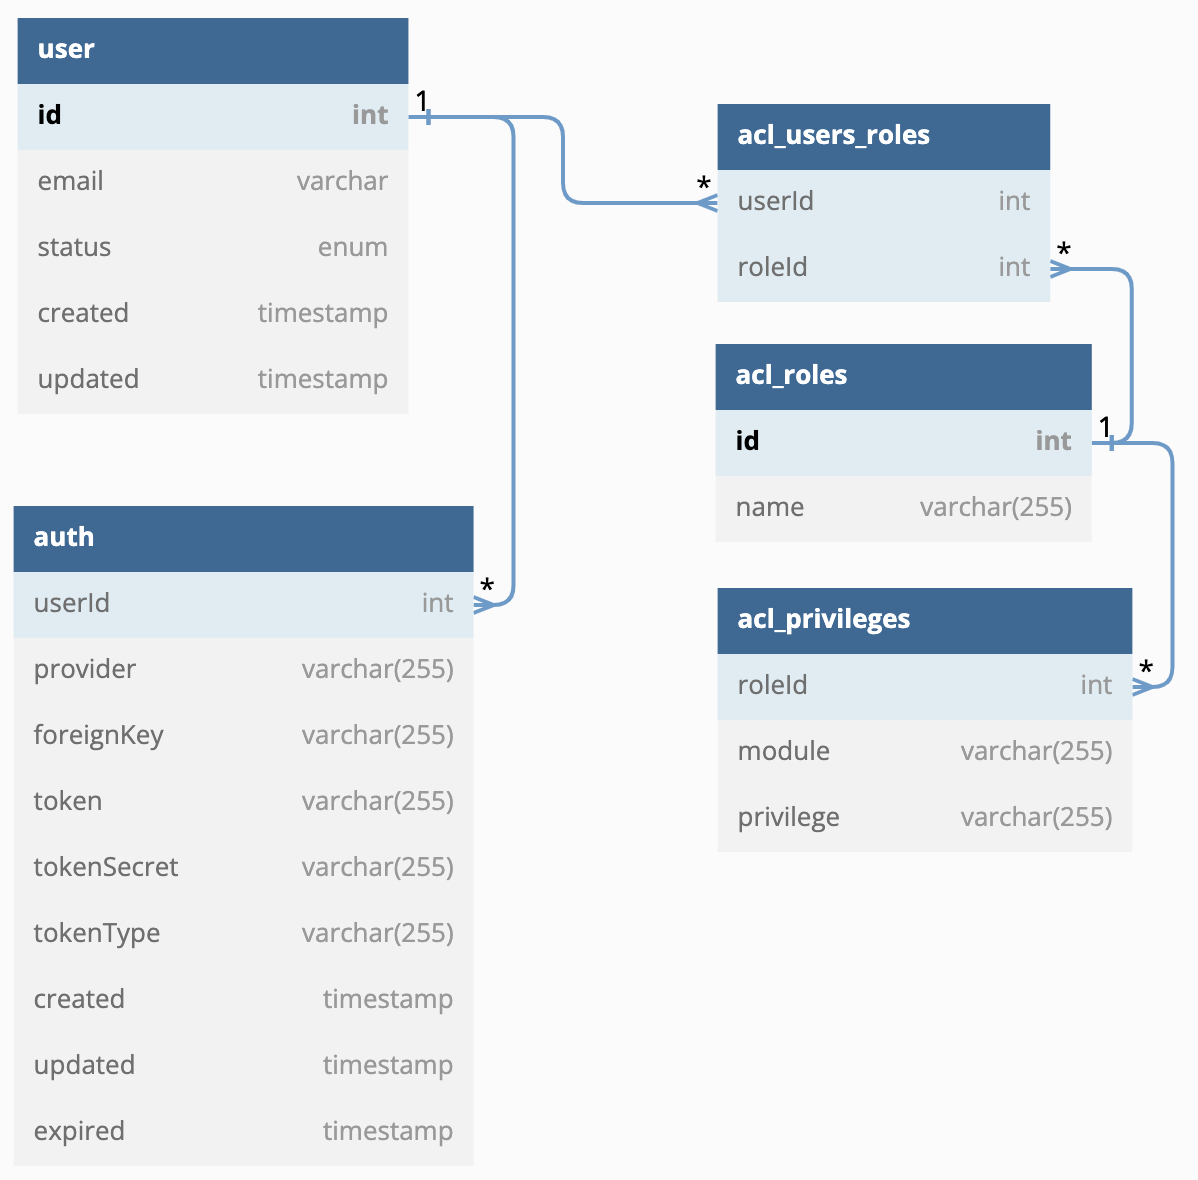 user
id int
email varchar
status enum
created timestamp
updated timestamp
1
*
acl_users_roles
userId int
roleId int
*
acl_roles
id int
name varchar(255)
1
auth
userId int
provider varchar(255)
foreignKey varchar(255)
token varchar(255)
tokenSecret varchar(255)
tokenType varchar(255)
created timestamp
updated timestamp
expired timestamp
*
acl_privileges
roleId int
module varchar(255)
privilege varchar(255)
*